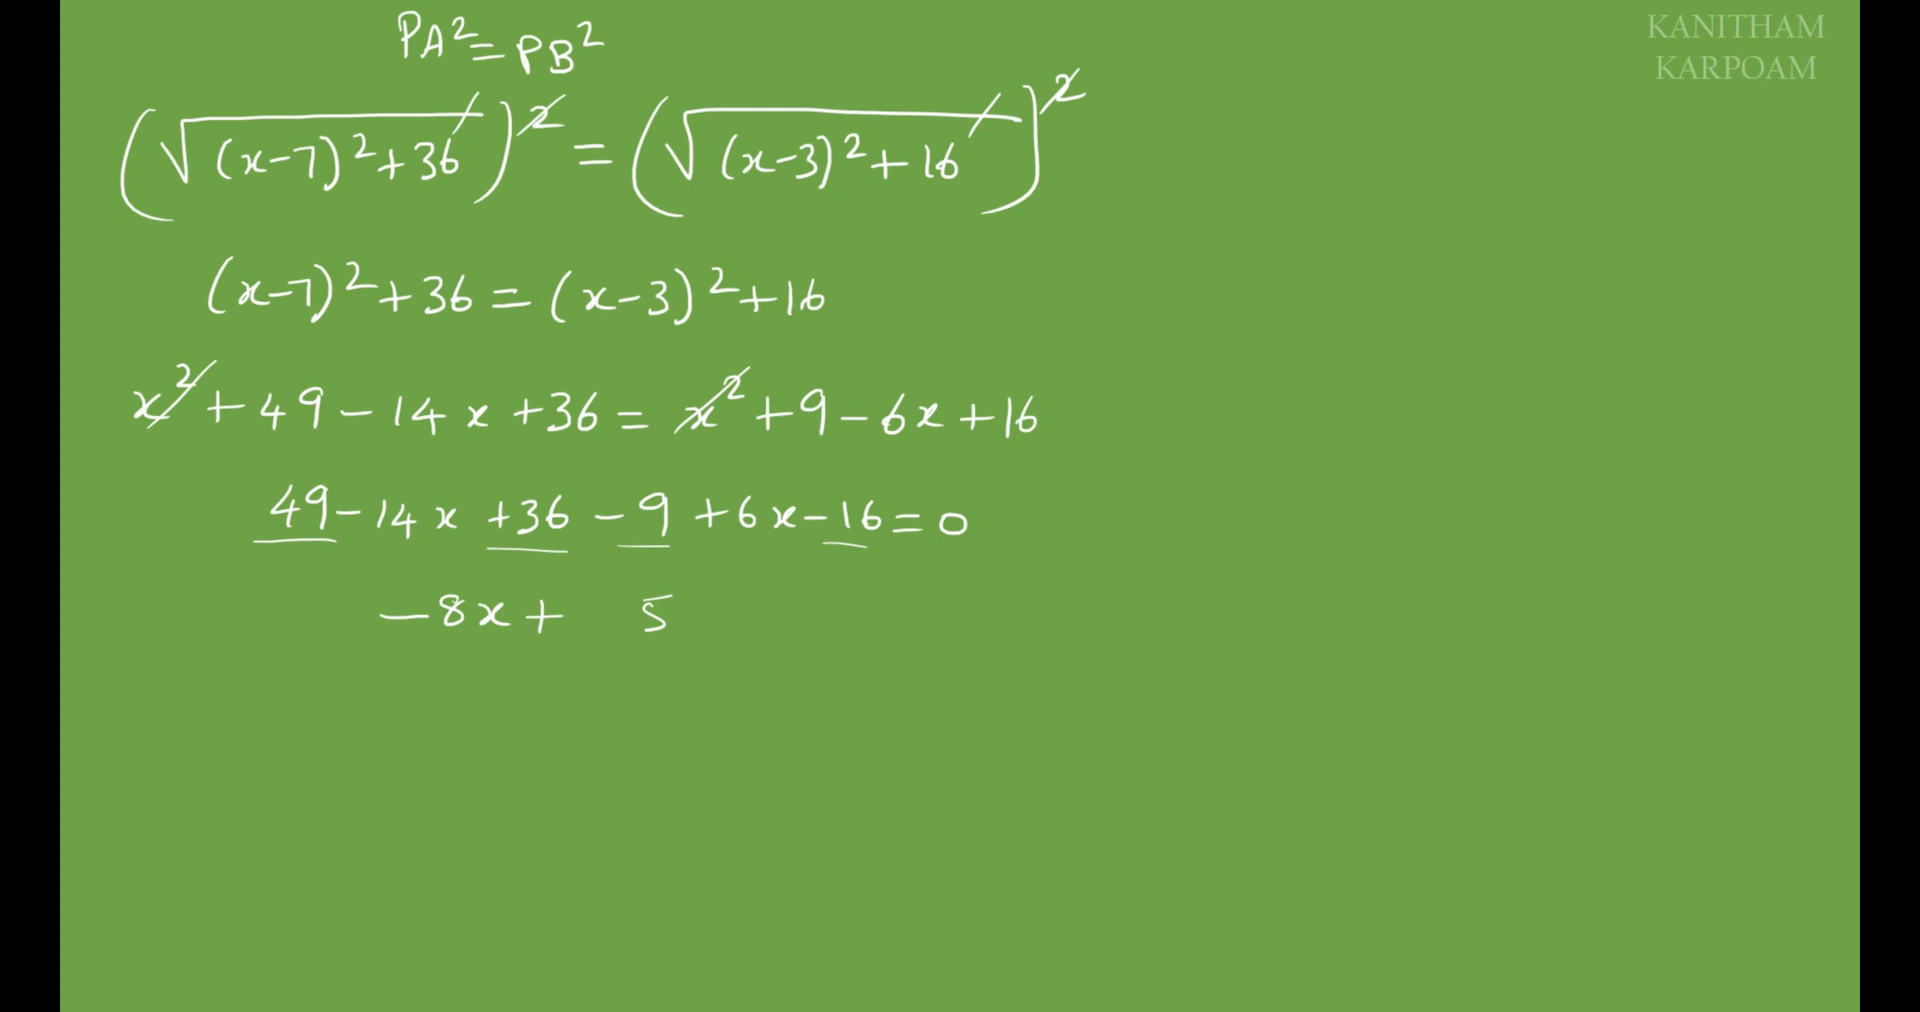 KANITHAM
KARPOAM
PA² = PB²
(√((x-7)²+36))² = (√((x-3)²+16))²
(x-7)²+36 = (x-3)²+16
x²+49-14x+36 = x²+9-6x+16
49-14x+36-9+6x-16=0
-8x+ 5